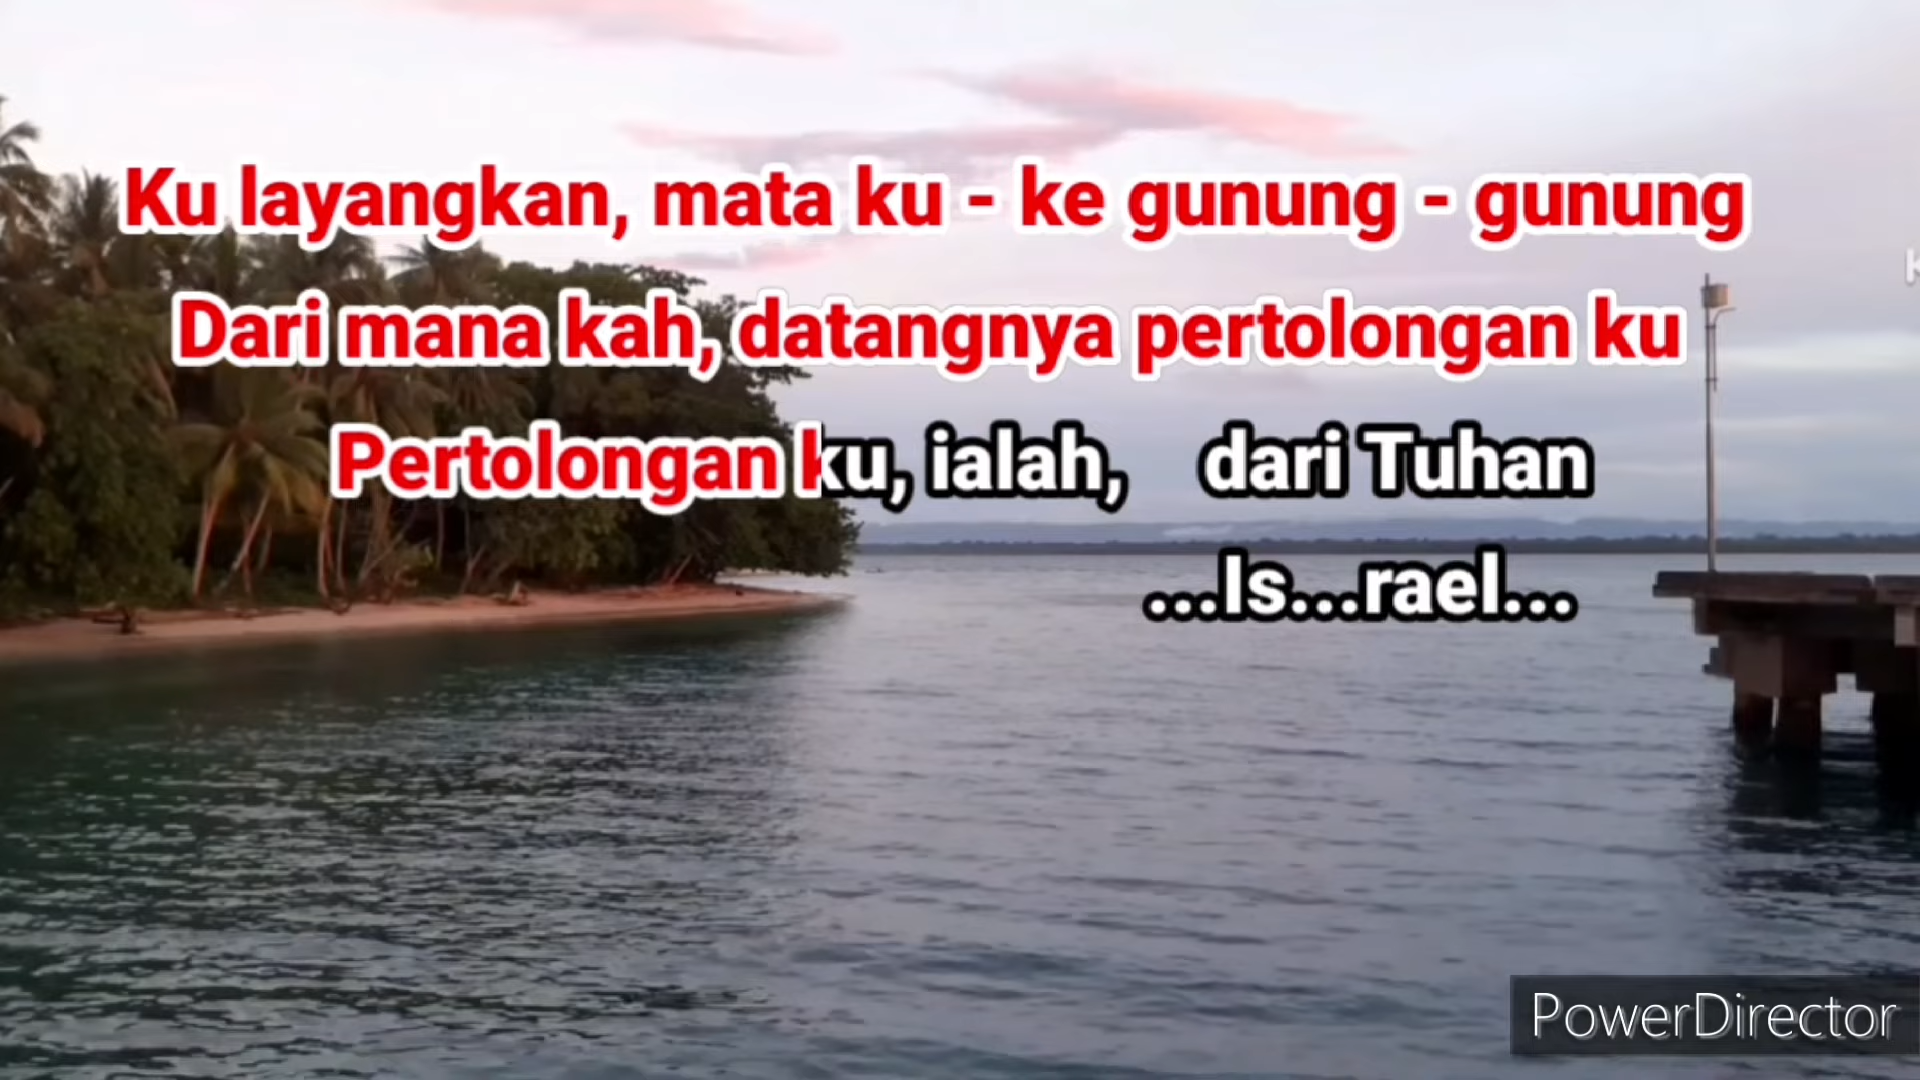 Ku layangkan, mata ku - ke gunung - gunung
Dari mana kah, datangnya pertolongan ku
Pertolongan ku, ialah, dari Tuhan
...Is...rael...
PowerDirector